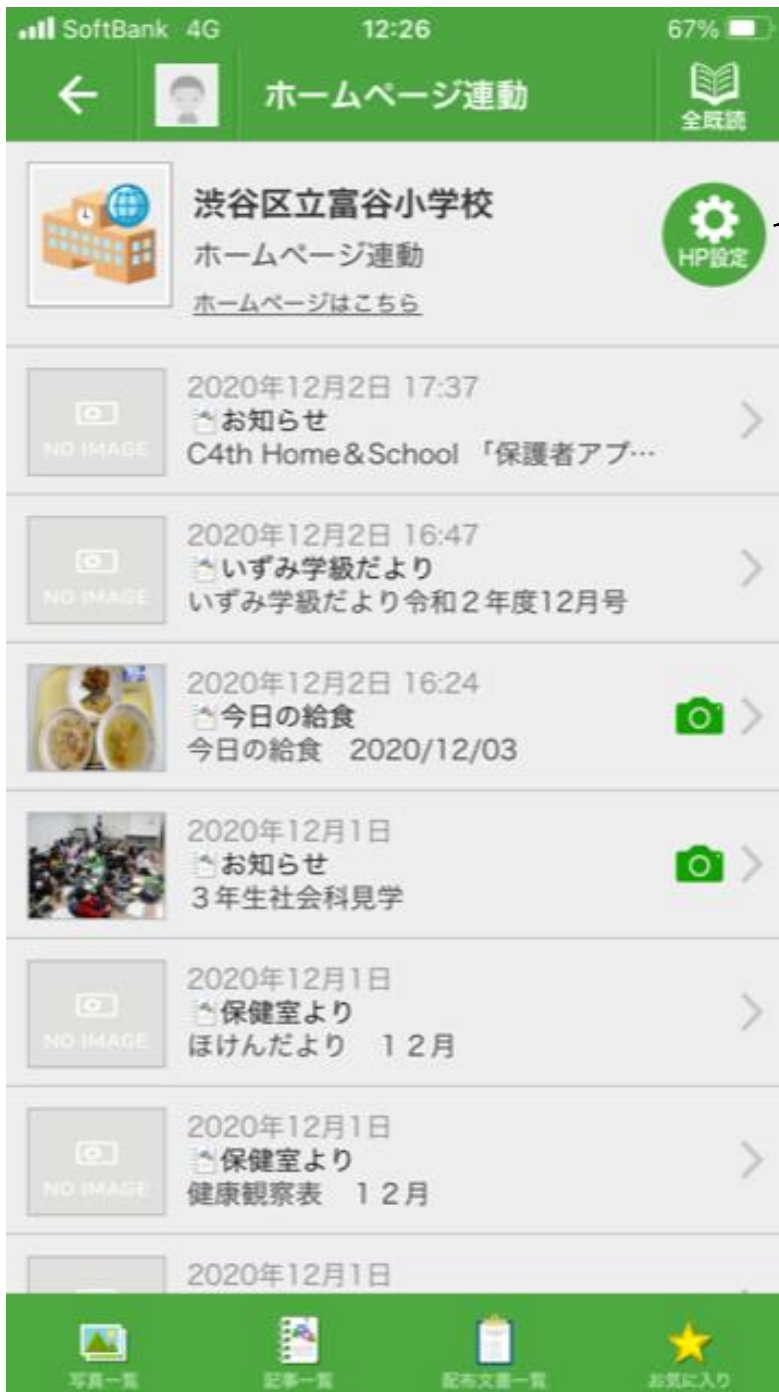 SoftBank 4G 12:26 67%
ホームページ連動
全既読
渋谷区立富谷小学校
ホームページ連動
HP設定
ホームページはこちら
2020年12月2日 17:37
お知らせ
NO IMAGE
C4th Home&School 「保護者アプ…
2020年12月2日 16:47
いずみ学級だより
NO IMAGE
いずみ学級だより令和2年度12月号
2020年12月2日 16:24
今日の給食
今日の給食 2020/12/03
2020年12月1日
お知らせ
3年生社会科見学
2020年12月1日
保健室より
NO IMAGE
ほけんだより 12月
2020年12月1日
保健室より
NO IMAGE
健康観察表 12月
2020年12月1日
写真一覧 記事一覧 配布文書一覧 お気に入り